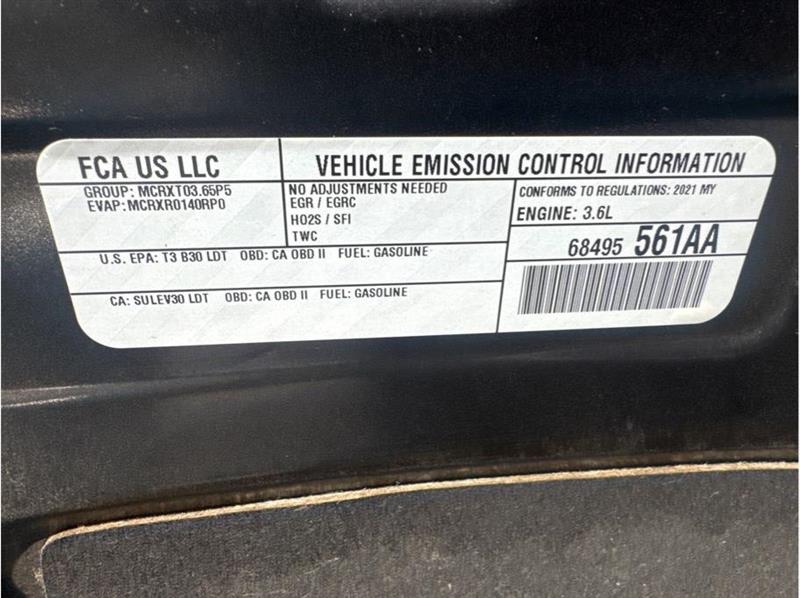 FCA US LLC
VEHICLE EMISSION CONTROL INFORMATION
GROUP: MCRXT03.65P5
EVAP: MCRXR0140RP0
NO ADJUSTMENTS NEEDED
EGR / EGRC
HO2S / SFI
TWC
CONFORMS TO REGULATIONS: 2021 MY
ENGINE: 3.6L
U.S. EPA: T3 B30 LDT OBD: CA OBD II FUEL: GASOLINE
68495 561AA
CA: SULEV30 LDT OBD: CA OBD II FUEL: GASOLINE